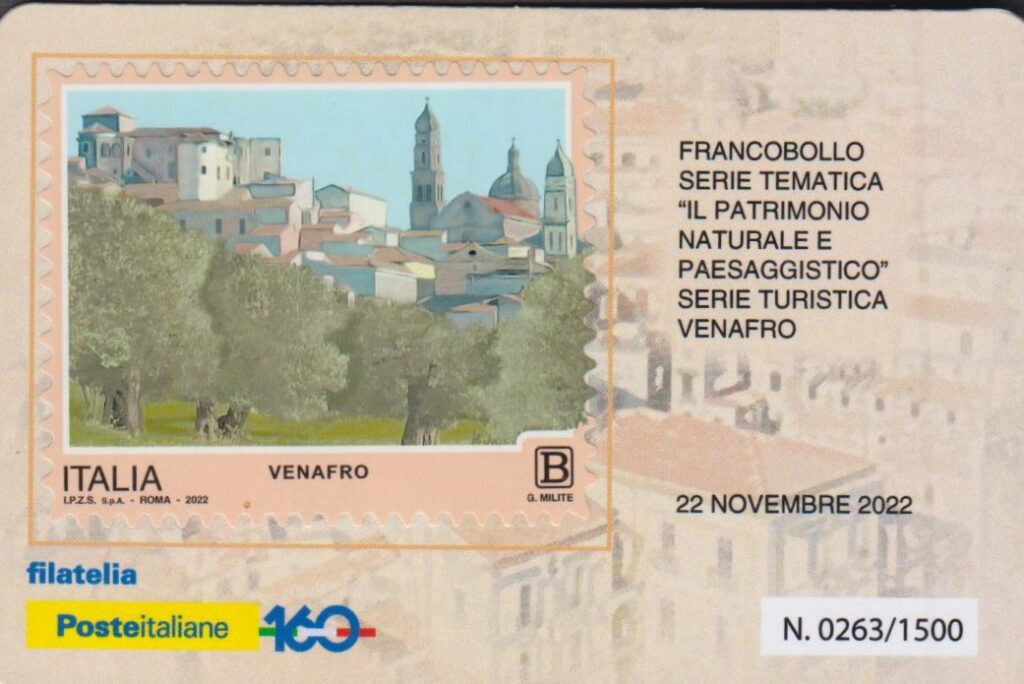 FRANCOBOLLO
SERIE TEMATICA
“IL PATRIMONIO
NATURALE E
PAESAGGISTICO”
SERIE TURISTICA
VENAFRO
22 NOVEMBRE 2022
ITALIA
VENAFRO
B
I.P.Z.S. S.p.A. - ROMA - 2022
G. MILITE
filatelia
Posteitaliane
160
N. 0263/1500